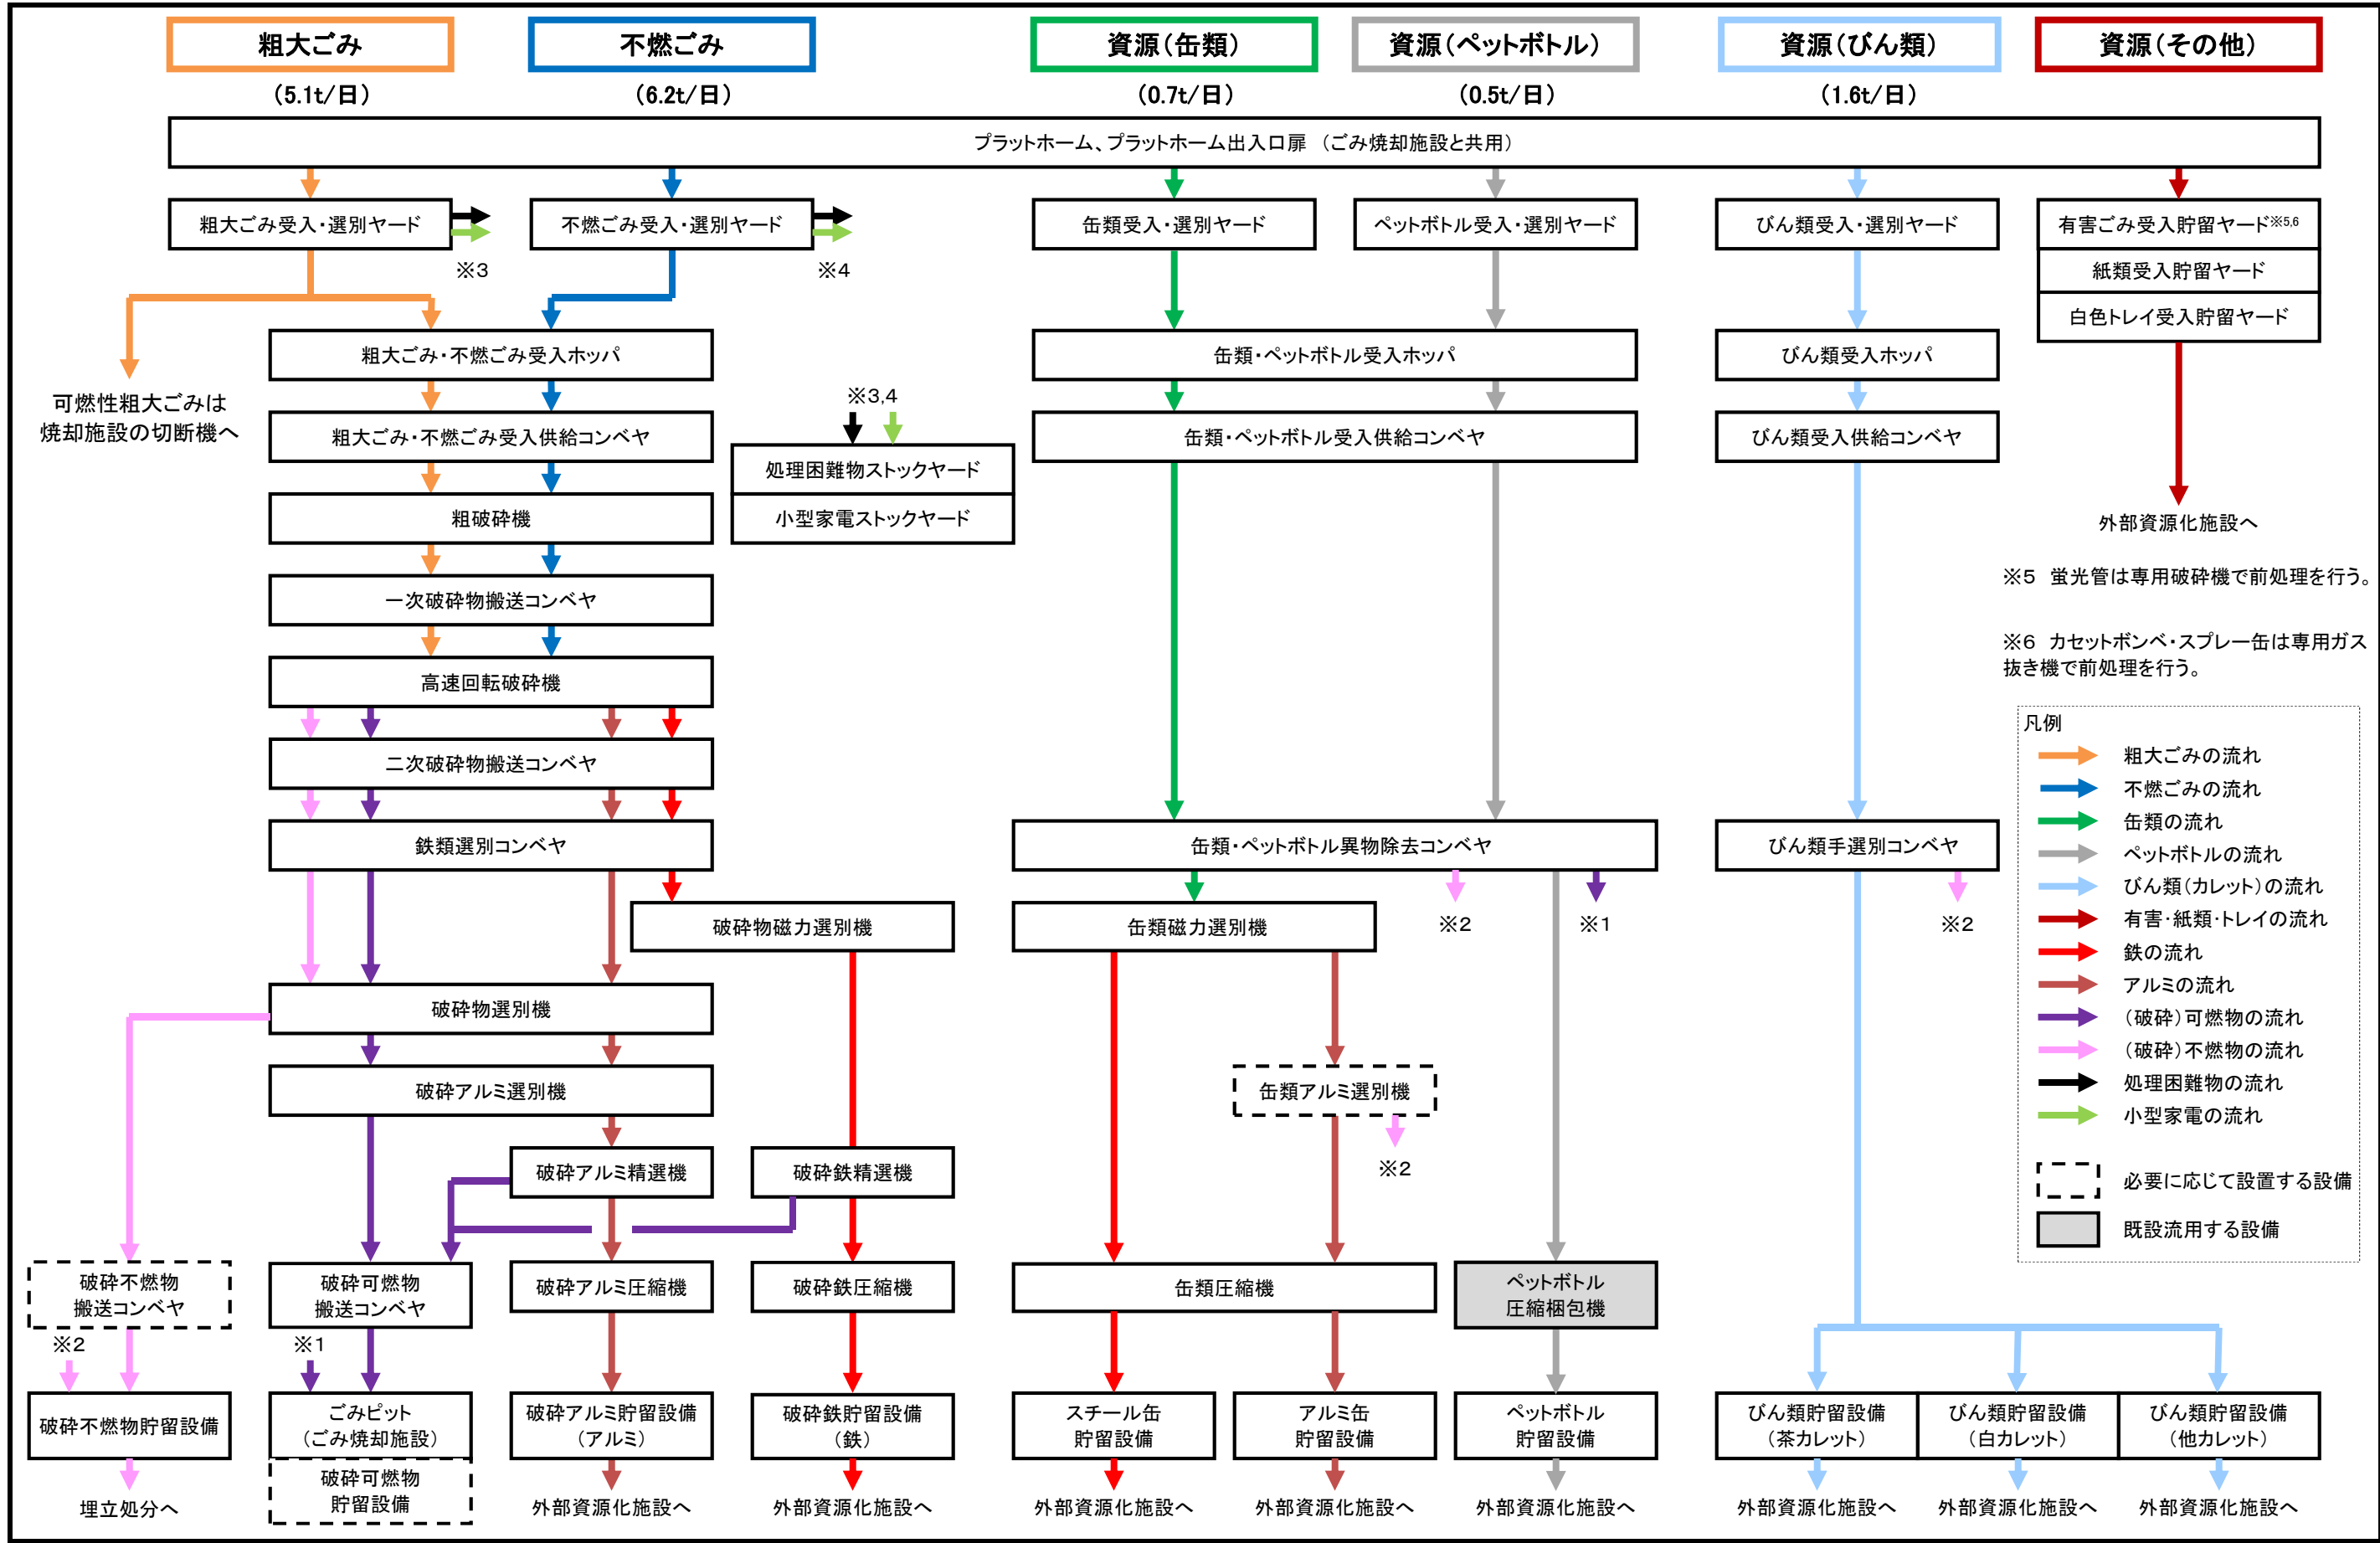 粗大ごみ
不燃ごみ
資源（缶類）
資源（ペットボトル）
資源（びん類）
資源（その他）
（5.1t/日）
（6.2t/日）
（0.7t/日）
（0.5t/日）
（1.6t/日）
プラットホーム、プラットホーム出入口扉　（ごみ焼却施設と共用）
粗大ごみ受入・選別ヤード
不燃ごみ受入・選別ヤード
缶類受入・選別ヤード
ペットボトル受入・選別ヤード
びん類受入・選別ヤード
有害ごみ受入貯留ヤード※5,6
※3
※4
紙類受入貯留ヤード
白色トレイ受入貯留ヤード
粗大ごみ・不燃ごみ受入ホッパ
缶類・ペットボトル受入ホッパ
びん類受入ホッパ
可燃性粗大ごみは
焼却施設の切断機へ
※3,4
粗大ごみ・不燃ごみ受入供給コンベヤ
缶類・ペットボトル受入供給コンベヤ
びん類受入供給コンベヤ
処理困難物ストックヤード
小型家電ストックヤード
粗破砕機
外部資源化施設へ
※5　蛍光管は専用破砕機で前処理を行う。
一次破砕物搬送コンベヤ
※6　カセットボンベ・スプレー缶は専用ガス
抜き機で前処理を行う。
高速回転破砕機
二次破砕物搬送コンベヤ
鉄類選別コンベヤ
缶類・ペットボトル異物除去コンベヤ
びん類手選別コンベヤ
破砕物磁力選別機
缶類磁力選別機
※2
※1
※2
破砕物選別機
破砕アルミ選別機
缶類アルミ選別機
※2
破砕アルミ精選機
破砕鉄精選機
凡例
粗大ごみの流れ
不燃ごみの流れ
缶類の流れ
ペットボトルの流れ
びん類（カレット）の流れ
有害・紙類・トレイの流れ
鉄の流れ
アルミの流れ
（破砕）可燃物の流れ
（破砕）不燃物の流れ
処理困難物の流れ
小型家電の流れ
必要に応じて設置する設備
既設流用する設備
破砕不燃物
搬送コンベヤ
破砕可燃物
搬送コンベヤ
破砕アルミ圧縮機
破砕鉄圧縮機
缶類圧縮機
ペットボトル
圧縮梱包機
※2
※1
破砕不燃物貯留設備
ごみピット
（ごみ焼却施設）
破砕アルミ貯留設備
（アルミ）
破砕鉄貯留設備
（鉄）
スチール缶
貯留設備
アルミ缶
貯留設備
ペットボトル
貯留設備
びん類貯留設備
（茶カレット）
びん類貯留設備
（白カレット）
びん類貯留設備
（他カレット）
破砕可燃物
貯留設備
埋立処分へ
外部資源化施設へ
外部資源化施設へ
外部資源化施設へ
外部資源化施設へ
外部資源化施設へ
外部資源化施設へ
外部資源化施設へ
外部資源化施設へ